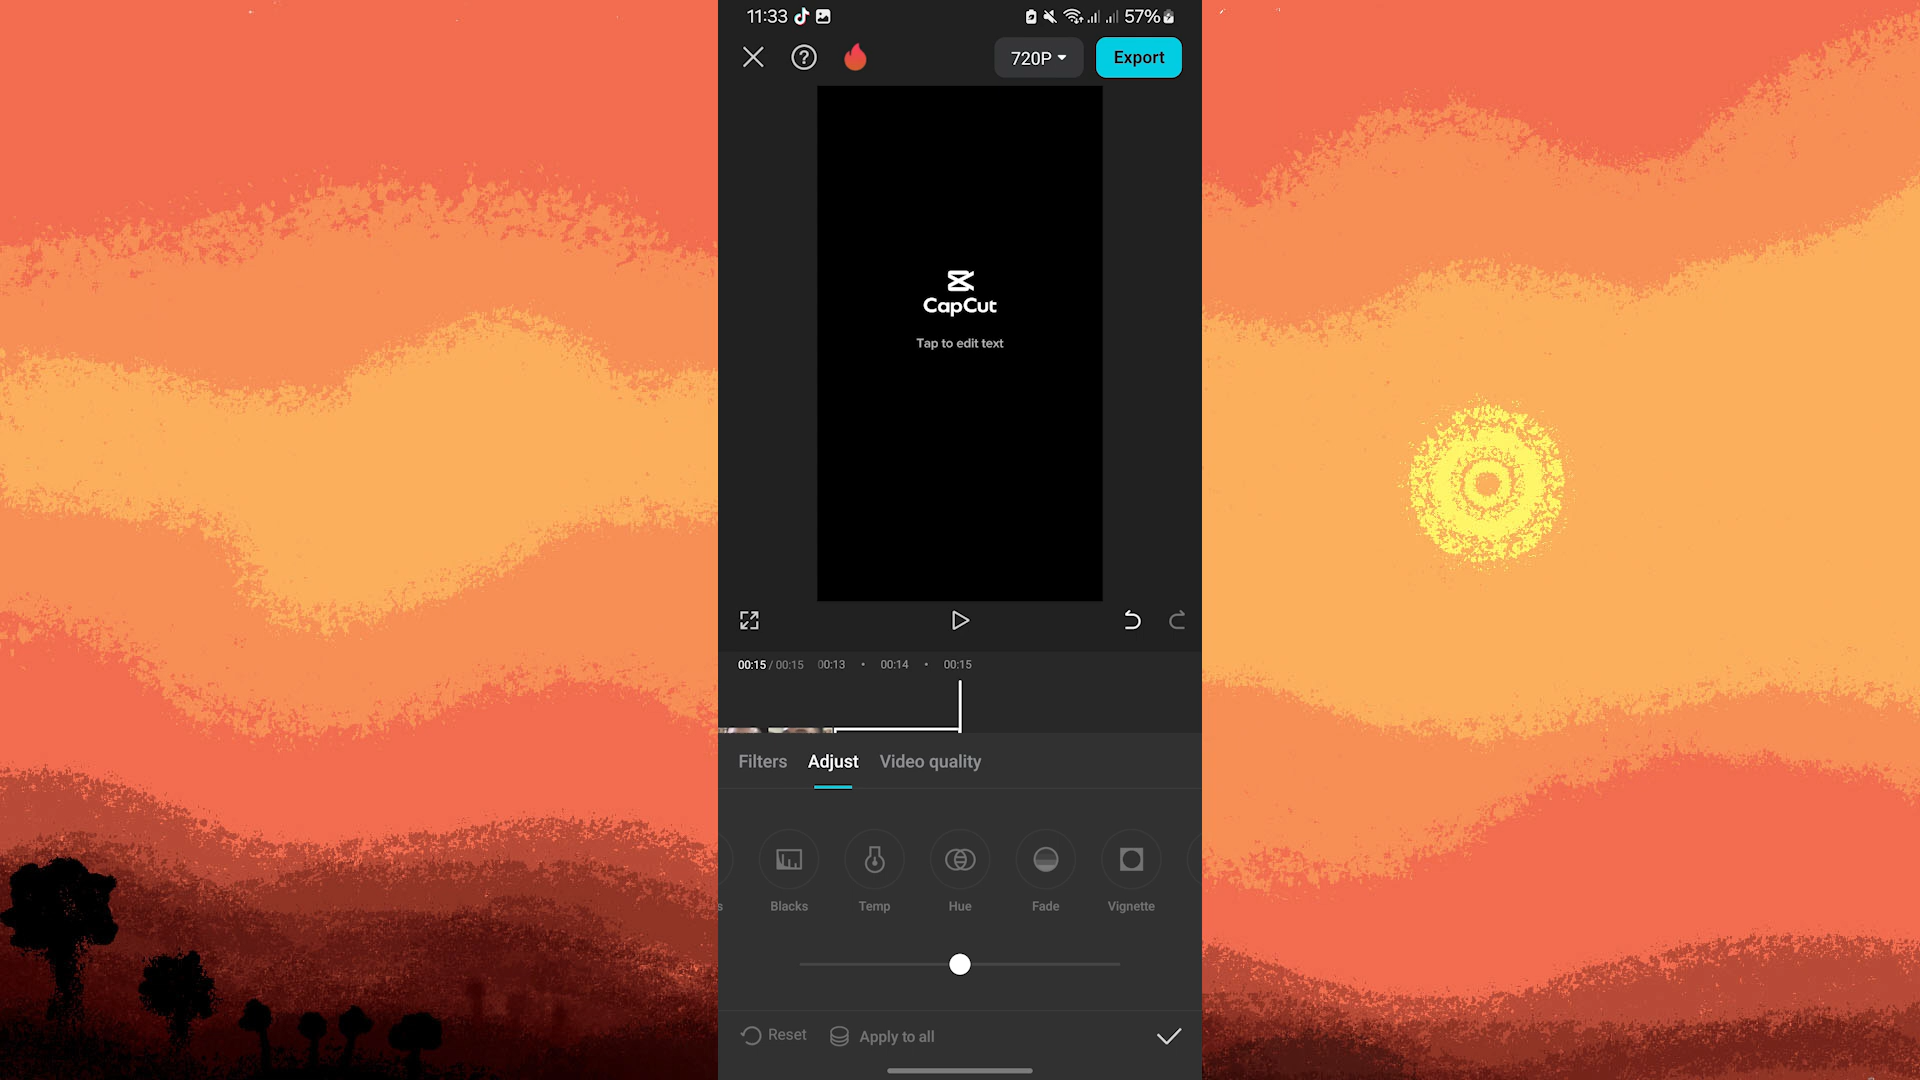 11:33 57%
720P Export
CapCut
Tap to edit text
00:15 / 00:15 00:13 00:14 00:15
Filters Adjust Video quality
s Blacks Temp Hue Fade Vignette
Reset Apply to all